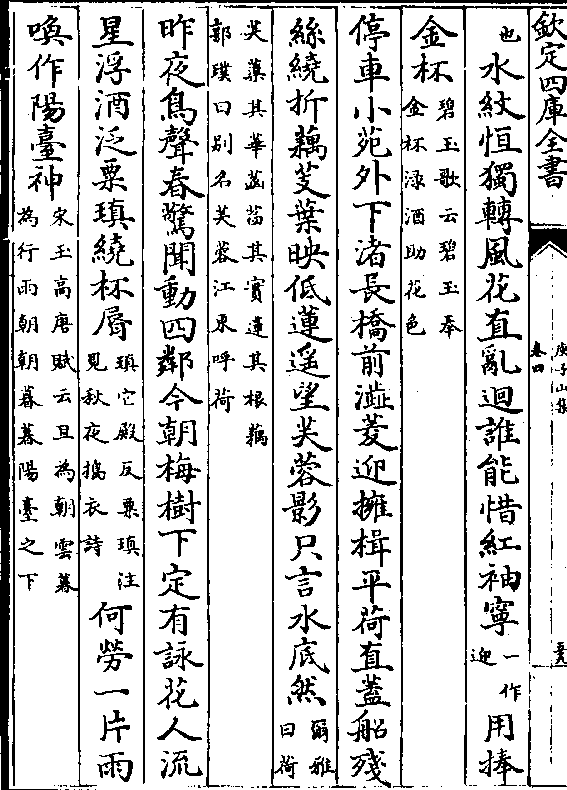 欽定四庫全書
庾子山集
卷四
也水紋恒獨轉風花直亂迴誰能惜紅袖寧一作迎用捧
金杯碧玉歌云碧玉奉金杯淥酒助花色
停車小苑外下渚長橋前澁菱迎擁楫平荷直蓋船殘
絲繞折藕芰葉映低蓮遥望芙蓉影只言水底然爾雅曰荷
芙蕖其華菡萏其實蓮其根藕郭璞曰别名芙蓉江東呼荷
昨夜鳥聲春驚聞動四鄰今朝梅樹下定有詠花人流
星浮酒泛粟瑱繞杯脣瑱它殿反粟瑱注見秋夜搗衣詩何勞一片雨
喚作陽臺神宋玉高唐賦云旦為朝雲暮為行雨朝朝暮暮陽臺之下